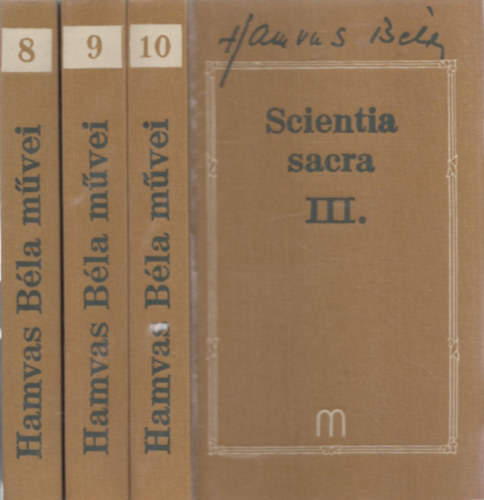 8
Hamvas Béla művei
9
Hamvas Béla művei
10
Hamvas Béla művei
Hamvas Béla
Scientia
sacra
III.
m